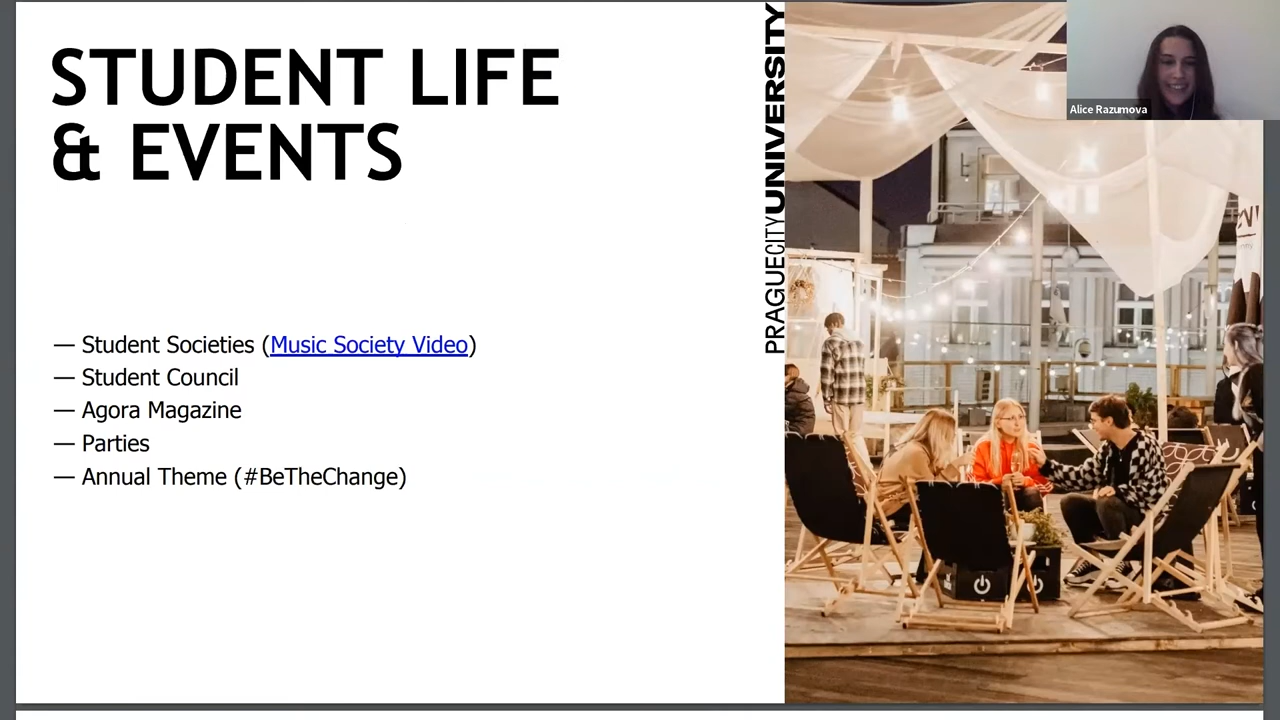 STUDENT LIFE
& EVENTS
— Student Societies (Music Society Video)
— Student Council
— Agora Magazine
— Parties
— Annual Theme (#BeTheChange)
PRAGUECITYUNIVERSITY
Alice Razumova